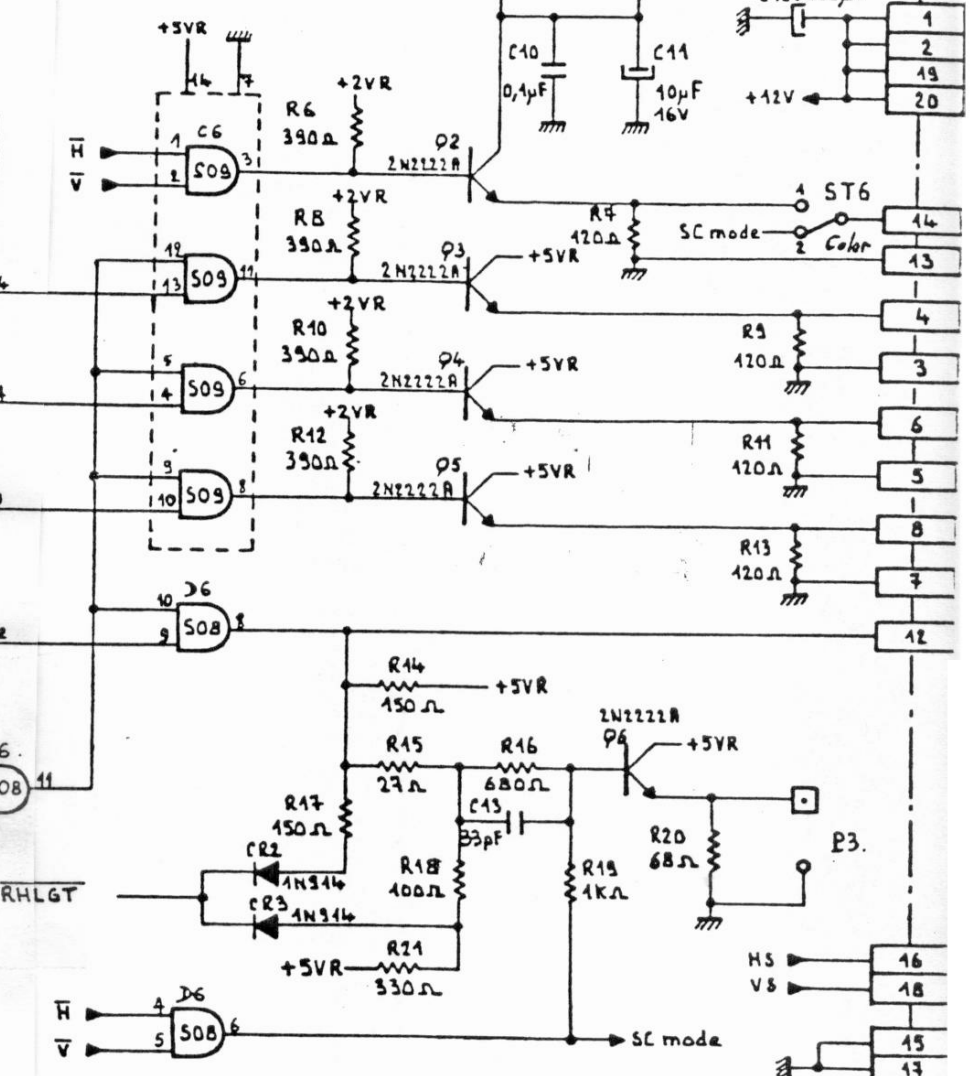 +5VR
14
7
+2VR
C10
0,1µF
C11
10µF
16V
1
2
19
20
+12V
C6
R6
390Ω
H
V
1
2
S09
3
2N2222A
Q2
+2VR
R8
390Ω
R7
120Ω
1
ST6
SC mode
2
Color
14
13
12
13
S09
11
2N2222A
Q3
+5VR
+2VR
R10
390Ω
R9
120Ω
4
3
5
4
S09
6
2N2222A
Q4
+5VR
+2VR
R12
390Ω
R11
120Ω
6
5
9
10
S09
8
2N2222A
Q5
+5VR
R13
120Ω
8
7
D6
10
9
S08
8
12
R14
150Ω
+5VR
2N2222A
Q6
+5VR
R15
27Ω
R16
680Ω
6.
08
11
R17
150Ω
C13
33pF
R20
68Ω
P3.
CR2
1N914
R18
100Ω
R19
1KΩ
RHLGT
CR3
1N914
+5VR
R21
330Ω
HS
VS
16
18
H
V
4
5
D6
S08
6
SC mode
15
17